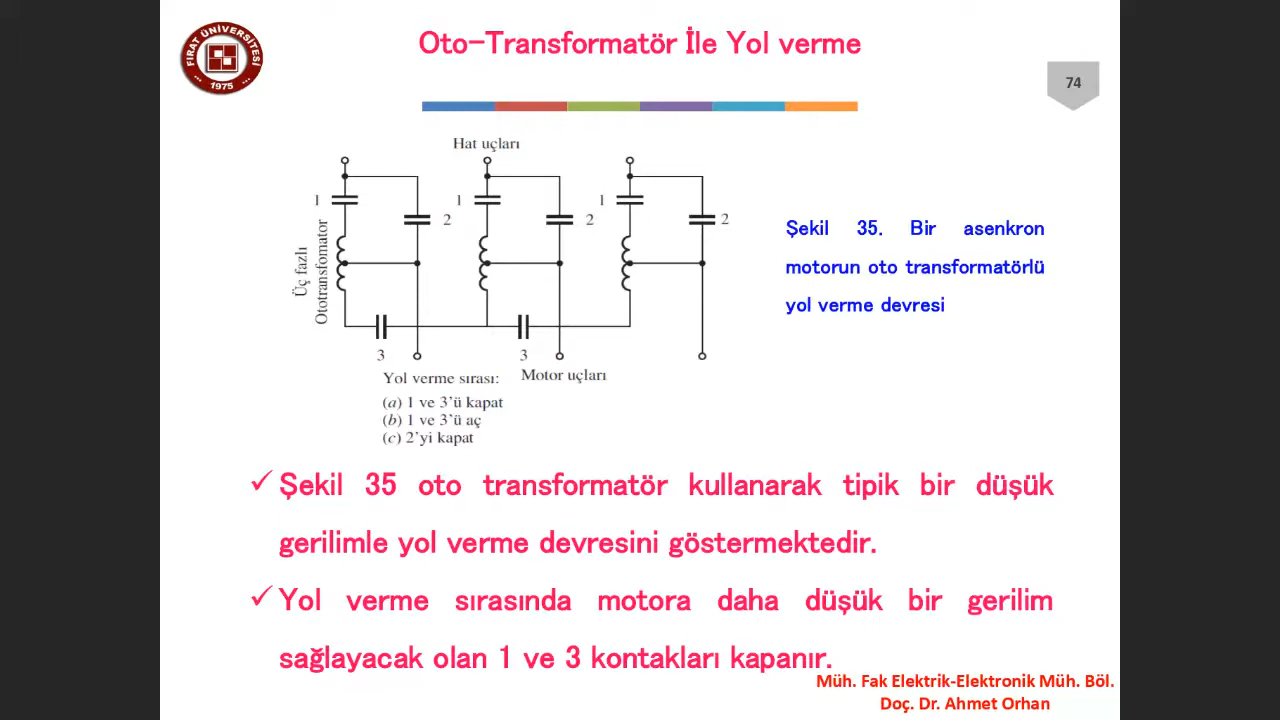 FIRAT ÜNİVERSİTESİ
1975
Oto-Transformatör İle Yol verme
74
Hat uçları
1
2
1
2
1
2
Üç fazlı
Ototransfomator
3
3
Yol verme sırası:
Motor uçları
(a) 1 ve 3'ü kapat
(b) 1 ve 3'ü aç
(c) 2'yi kapat
Şekil 35. Bir asenkron
motorun oto transformatörlü
yol verme devresi
✓ Şekil 35 oto transformatör kullanarak tipik bir düşük
gerilimle yol verme devresini göstermektedir.
✓ Yol verme sırasında motora daha düşük bir gerilim
sağlayacak olan 1 ve 3 kontakları kapanır.
Müh. Fak Elektrik-Elektronik Müh. Böl.
Doç. Dr. Ahmet Orhan